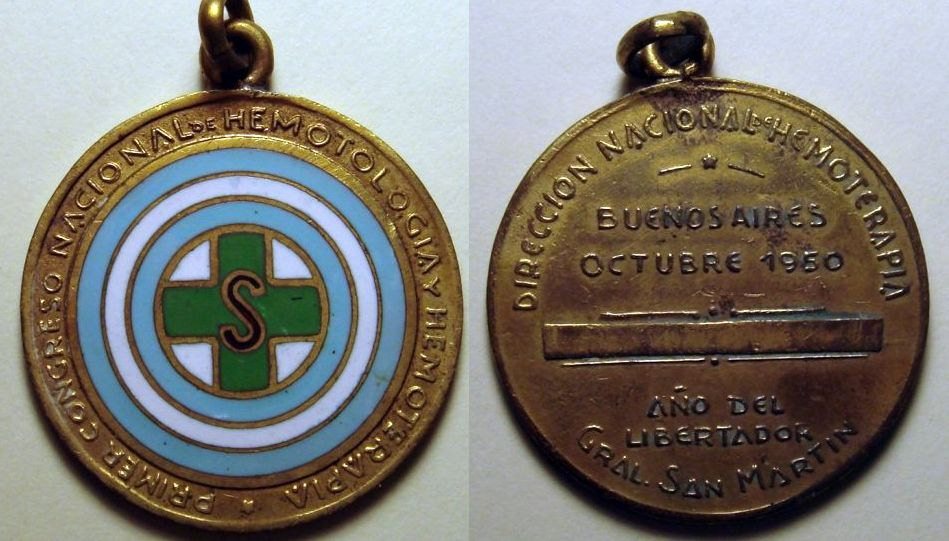 PRIMER CONGRESO NACIONAL DE HEMOTOLOGIA Y HEMOTERAPIA
S
DIRECCION NACIONAL DE HEMOTERAPIA
BUENOS AIRES
OCTUBRE 1950
AÑO DEL
LIBERTADOR
GRAL. SAN MARTIN